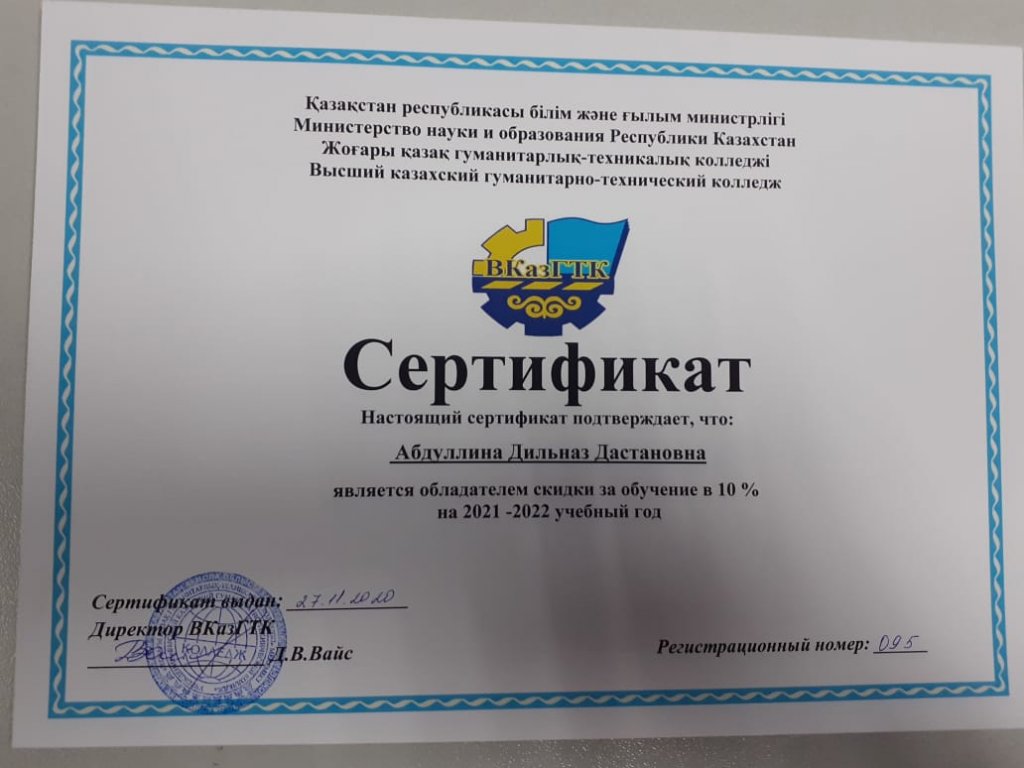 Қазақстан республикасы білім және ғылым министрлігі
Министерство науки и образования Республики Казахстан
Жоғары қазақ гуманитарлық-техникалық колледжі
Высший казахский гуманитарно-технический колледж
ВКазГТК
Сертификат
Настоящий сертификат подтверждает, что:
Абдуллина Дильназ Дастановна
является обладателем скидки за обучение в 10 %
на 2021 -2022 учебный год
Сертификат выдан: 27.11.2020
Директор ВКазГТК
Д.В.Вайс
КОЛЛЕДЖ
Регистрационный номер: 095